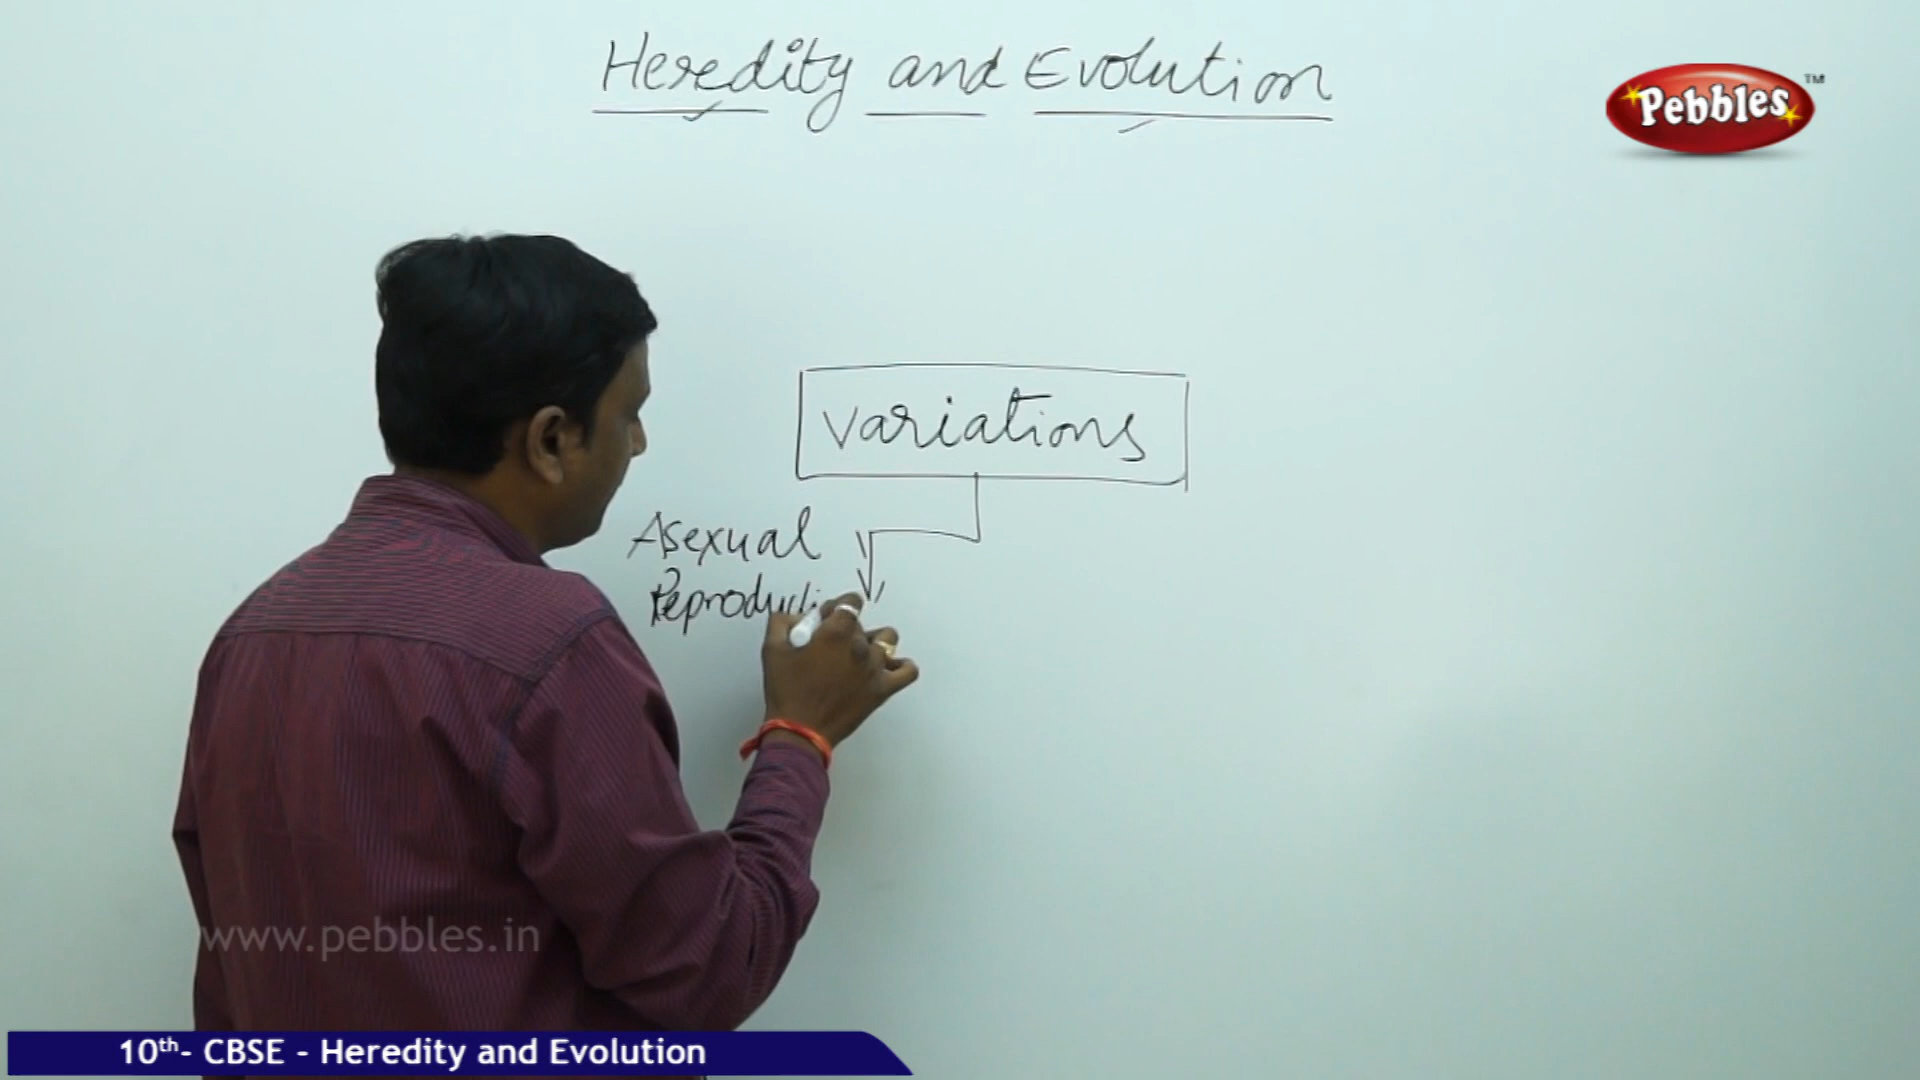 Heredity and Evolution
Pebbles TM
Variations
Asexual
www.pebbles.in
10th- CBSE - Heredity and Evolution